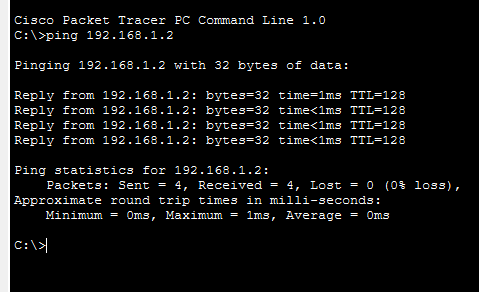 Cisco Packet Tracer PC Command Line 1.0
C:\>ping 192.168.1.2
Pinging 192.168.1.2 with 32 bytes of data:
Reply from 192.168.1.2: bytes=32 time=1ms TTL=128
Reply from 192.168.1.2: bytes=32 time<1ms TTL=128
Reply from 192.168.1.2: bytes=32 time<1ms TTL=128
Reply from 192.168.1.2: bytes=32 time<1ms TTL=128
Ping statistics for 192.168.1.2:
Packets: Sent = 4, Received = 4, Lost = 0 (0% loss),
Approximate round trip times in milli-seconds:
Minimum = 0ms, Maximum = 1ms, Average = 0ms
C:\>